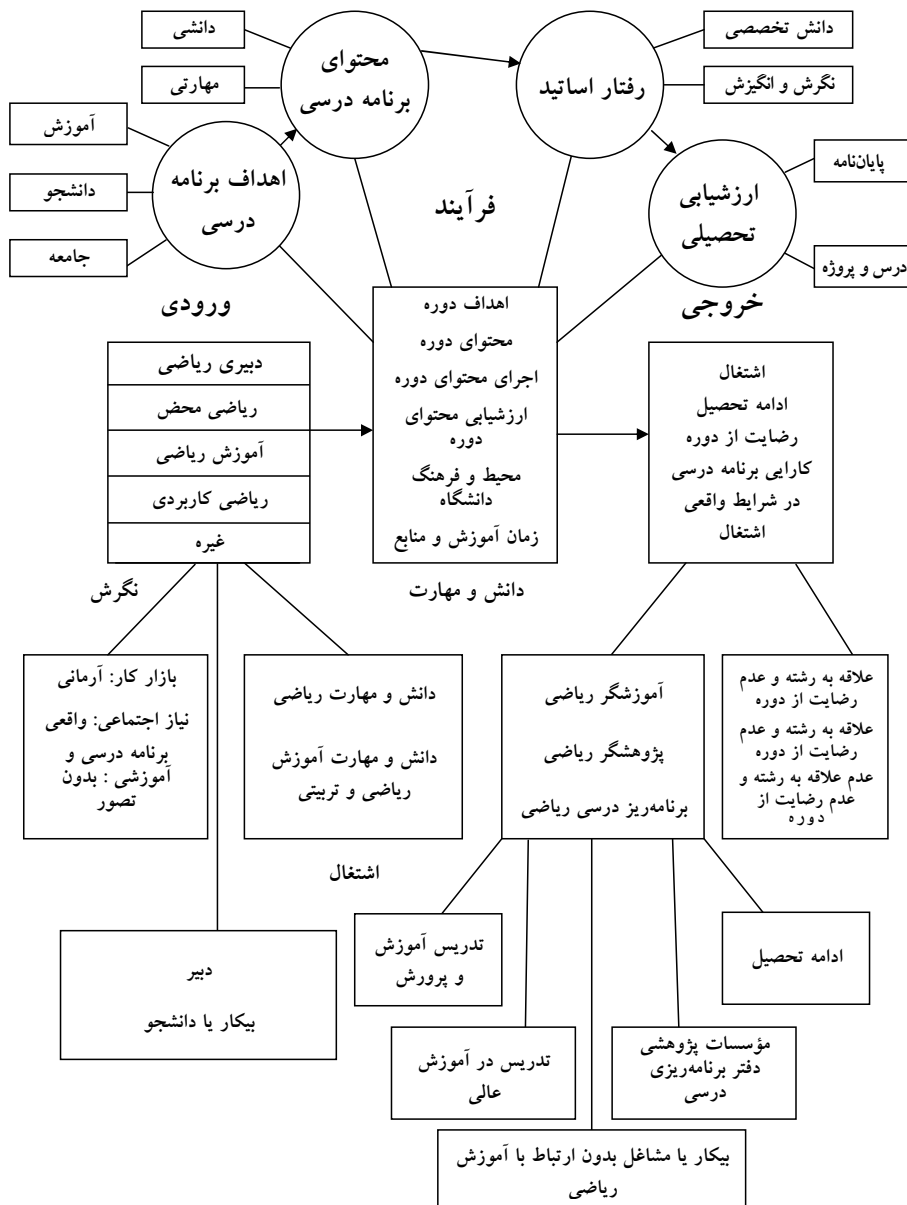 دانشی
مهارتی
محتوای
برنامه درسی
رفتار اساتید
دانش تخصصی
نگرش و انگیزش
آموزش
دانشجو
جامعه
اهداف برنامه
درسی
فرآیند
ارزشیابی
تحصیلی
پایان‌نامه
درس و پروژه
ورودی
خروجی
دبیری ریاضی
ریاضی محض
آموزش ریاضی
ریاضی کاربردی
غیره
اهداف دوره
محتوای دوره
اجرای محتوای دوره
ارزشیابی محتوای
دوره
محیط و فرهنگ
دانشگاه
زمان آموزش و منابع
اشتغال
ادامه تحصیل
رضایت از دوره
کارایی برنامه درسی
در شرایط واقعی
اشتغال
نگرش
دانش و مهارت
بازار کار: آرمانی
نیاز اجتماعی: واقعی
برنامه درسی و
آموزشی : بدون
تصور
دانش و مهارت ریاضی
دانش و مهارت آموزش
ریاضی و تربیتی
آموزشگر ریاضی
پژوهشگر ریاضی
برنامه‌ریز درسی ریاضی
علاقه به رشته و عدم
رضایت از دوره
علاقه به رشته و عدم
رضایت از دوره
عدم علاقه به رشته و
عدم رضایت از
دوره
اشتغال
دبیر
بیکار یا دانشجو
تدریس آموزش
و پرورش
ادامه تحصیل
تدریس در آموزش
عالی
مؤسسات پژوهشی
دفتر برنامه‌ریزی
درسی
بیکار یا مشاغل بدون ارتباط با آموزش
ریاضی